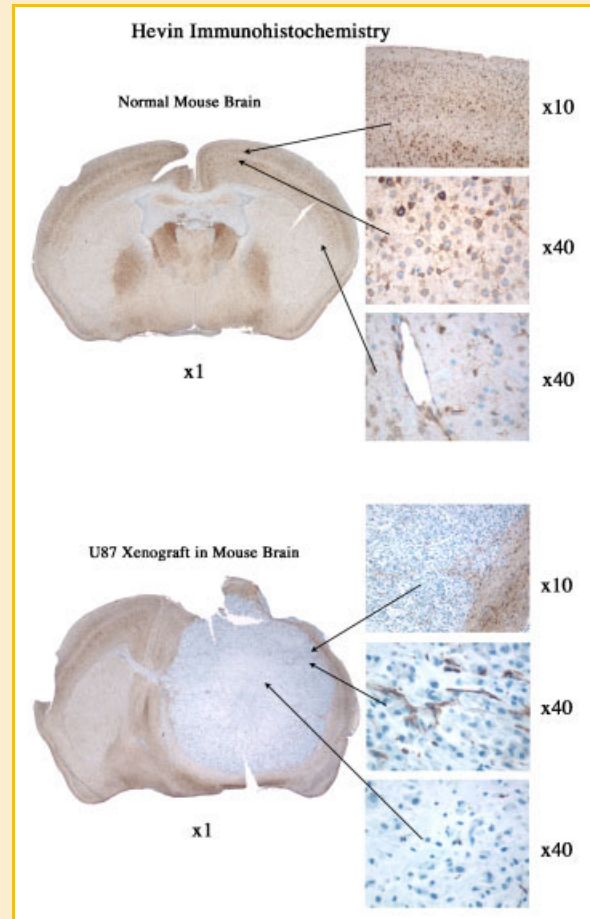 Hevin Immunohistochemistry
Normal Mouse Brain
x10
x40
x40
x1
U87 Xenograft in Mouse Brain
x10
x40
x40
x1